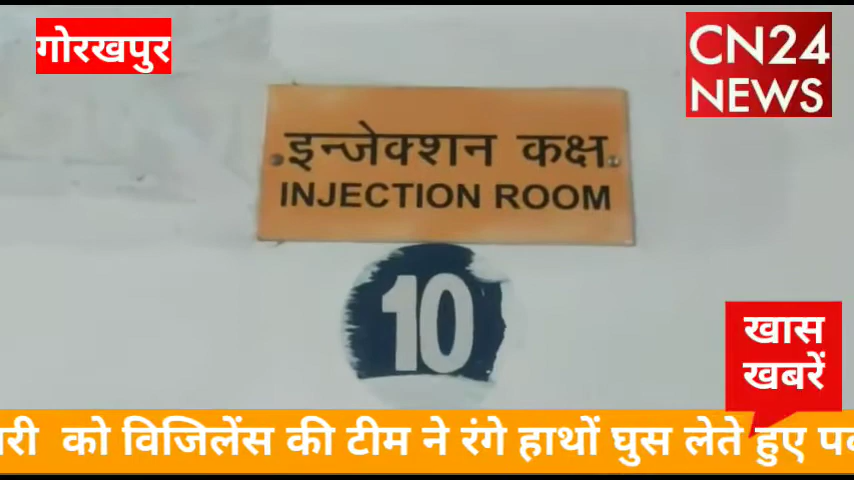 गोरखपुर
CN24
NEWS
इन्जेक्शन कक्ष
INJECTION ROOM
10
खास
खबरें
को विजिलेंस की टीम ने रंगे हाथों घुस लेते हुए